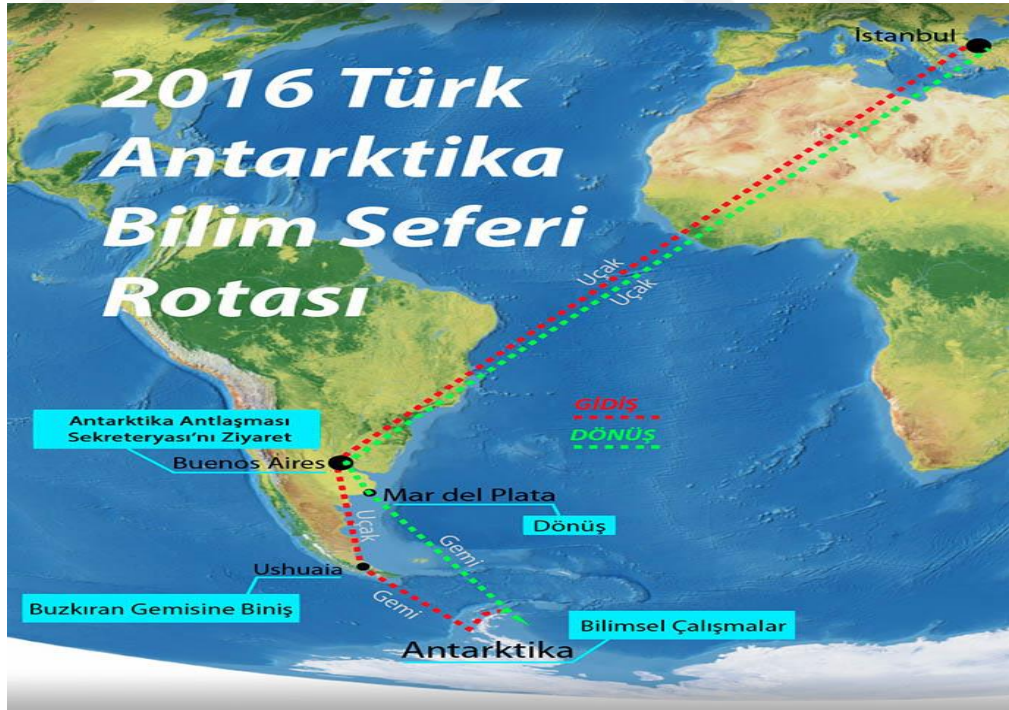 İstanbul
2016 Türk
Antarktika
Bilim Seferi
Rotası
Uçak
Uçak
GİDİŞ
DÖNÜŞ
Antarktika Antlaşması
Sekreteryası'nı Ziyaret
Buenos Aires
Mar del Plata
Dönüş
Uçak
Gemi
Ushuaia
Buzkıran Gemisine Biniş
Gemi
Bilimsel Çalışmalar
Antarktika